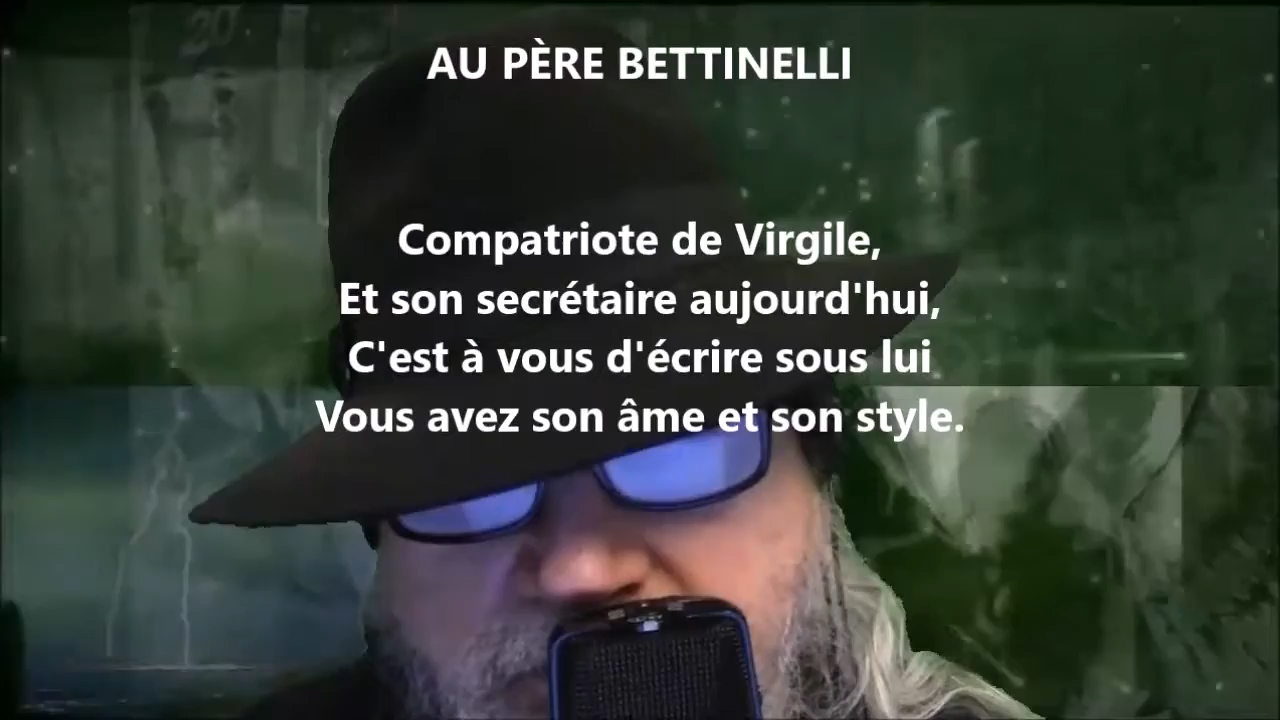 AU PÈRE BETTINELLI
Compatriote de Virgile,
Et son secrétaire aujourd'hui,
C'est à vous d'écrire sous lui
Vous avez son âme et son style.